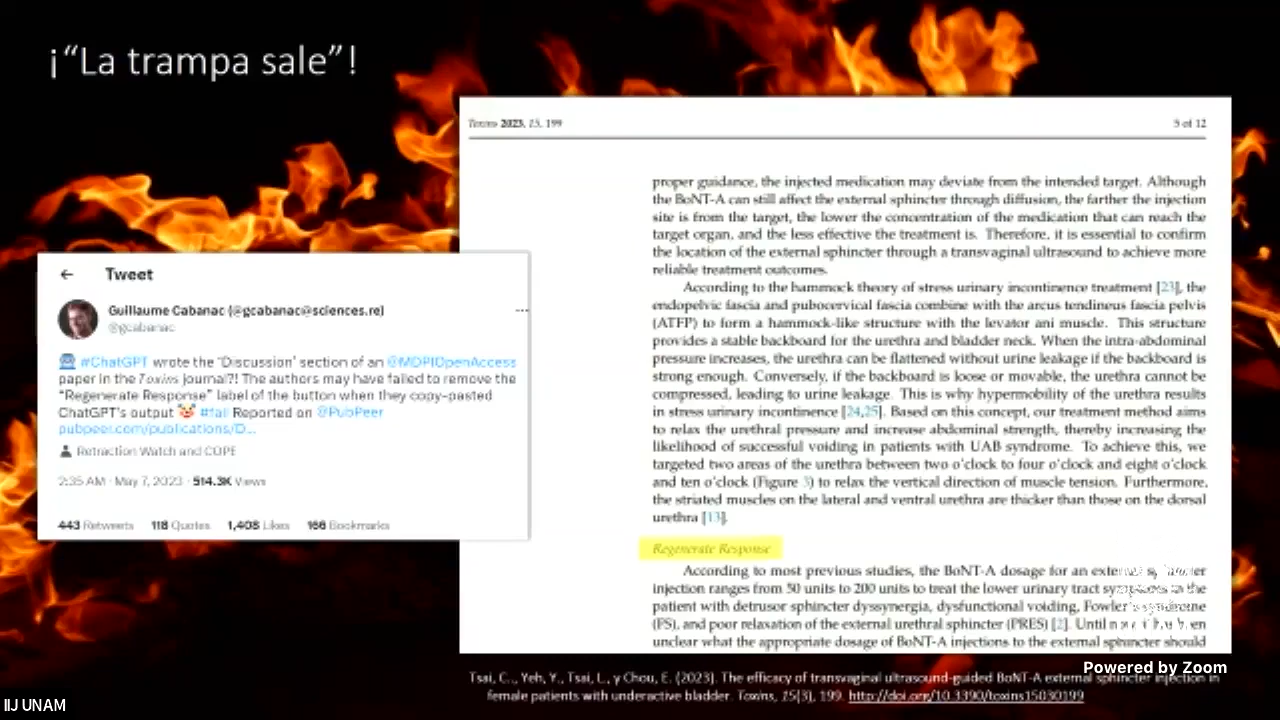 ¡“La trampa sale”!
Toxins 2023, 15, 199
5 of 12
proper guidance, the injected medication may deviate from the intended target. Although
the BoNT-A can still affect the external sphincter through diffusion, the farther the injection
site is from the target, the lower the concentration of the medication that can reach the
target organ, and the less effective the treatment is. Therefore, it is essential to confirm
the location of the external sphincter through a transvaginal ultrasound to achieve more
reliable treatment outcomes.
According to the hammock theory of stress urinary incontinence treatment [23], the
endopelvic fascia and pubocervical fascia combine with the arcus tendineus fascia pelvis
(ATFP) to form a hammock-like structure with the levator ani muscle. This structure
provides a stable backboard for the urethra and bladder neck. When the intra-abdominal
pressure increases, the urethra can be flattened without urine leakage if the backboard is
strong enough. Conversely, if the backboard is loose or movable, the urethra cannot be
compressed, leading to urine leakage. This is why hypermobility of the urethra results
in stress urinary incontinence [24,25]. Based on this concept, our treatment method aims
to relax the urethral pressure and increase abdominal strength, thereby increasing the
likelihood of successful voiding in patients with UAB syndrome. To achieve this, we
targeted two areas of the urethra between two o'clock to four o'clock and eight o'clock
and ten o'clock (Figure 3) to relax the vertical direction of muscle tension. Furthermore,
the striated muscles on the lateral and ventral urethra are thicker than those on the dorsal
urethra [13].
Regenerate Response
According to most previous studies, the BoNT-A dosage for an
injection ranges from 50 units to 200 units to treat the lower urinary tract
patient with detrusor sphincter dyssynergia, dysfunctional voiding, Fowler
(FS), and poor relaxation of the external urethral sphincter (PRES) [2]. Until
unclear what the appropriate dosage of BoNT-A injections to the external sphincter should
← Tweet
Guillaume Cabanac (@gcabanac@sciences.re)
@gcabanac
#ChatGPT wrote the “Discussion” section of an @MDPIOpenAccess
paper in the Toxins journal?! The authors may have failed to remove the
“Regenerate Response” label of the button when they copy-pasted
ChatGPT's output 🤡 #fail Reported on @PubPeer
pubpeer.com/publications/D...
Retraction Watch and COPE
2:35 AM · May 7, 2023 · 514.3K Views
443 Retweets 118 Quotes 1,408 Likes 166 Bookmarks
Powered by Zoom
Tsai, C., Yeh, Y., Tsai, L., y Chou, E. (2023). The efficacy of transvaginal ultrasound-guided BoNT-A external sphincter injection in
female patients with underactive bladder. Toxins, 15(3), 199. http://doi.org/10.3390/toxins15030199
IIJ UNAM